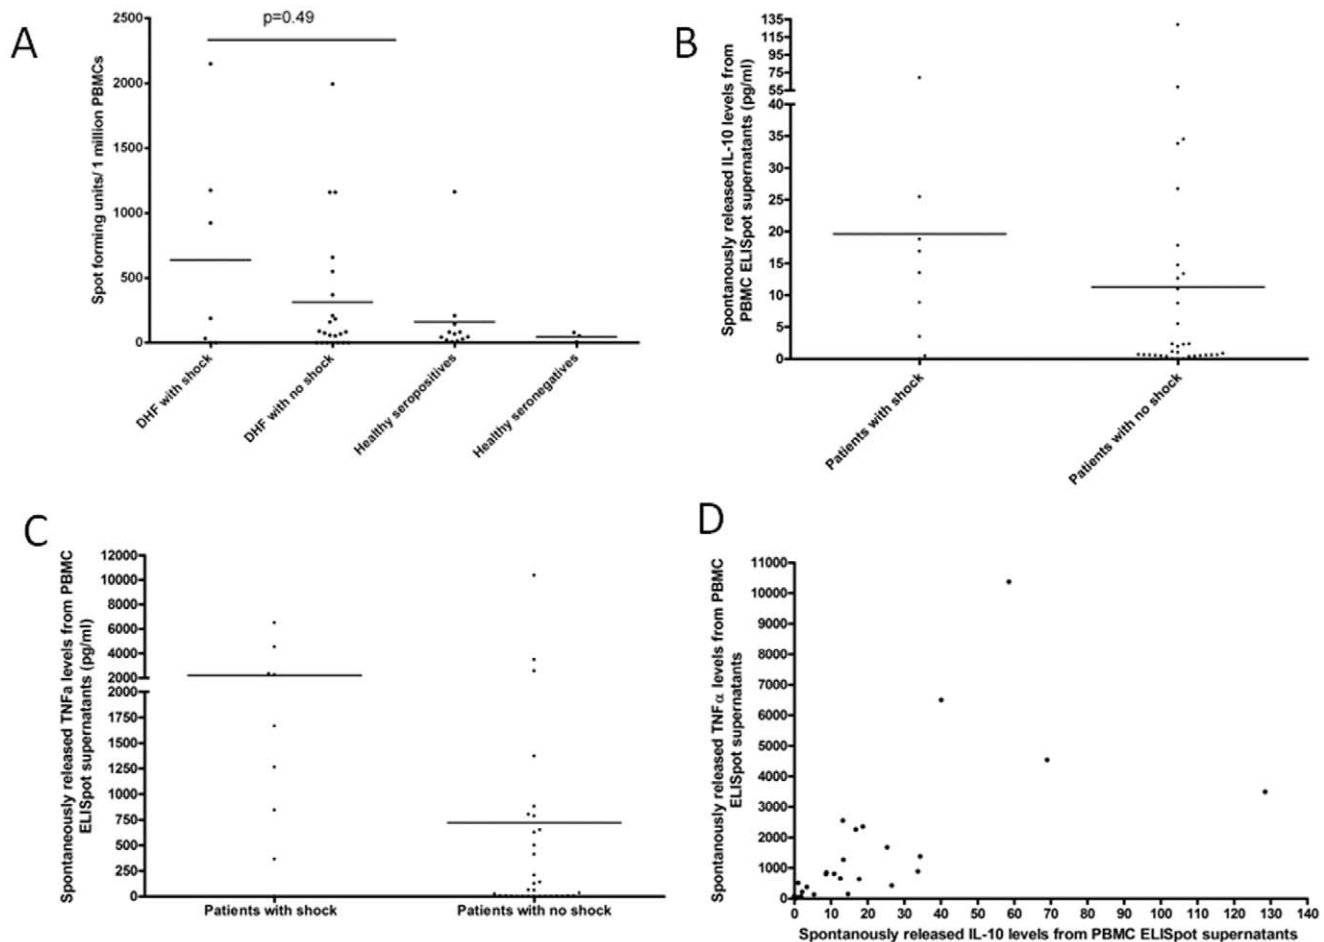 A
p=0.49
Spot forming units/ 1 million PBMCs
2500
2000
1500
1000
500
0
DHF with shock
DHF with no shock
Healthy seropositives
Healthy seronegatives
B
Spontanously released IL-10 levels from
PBMC ELISpot supernatants (pg/ml)
135
115
95
75
55
40
35
30
25
20
15
10
5
0
Patients with shock
Patients with no shock
C
Spontaneously released TNFa levels from PBMC
ELISpot supernatants (pg/ml)
12000
10000
8000
6000
4000
2000
2000
1750
1500
1250
1000
750
500
250
0
Patients with shock
Patients with no shock
D
Spontanously released TNFα levels from PBMC
ELISpot supernatants
11000
10000
9000
8000
7000
6000
5000
4000
3000
2000
1000
0
0 10 20 30 40 50 60 70 80 90 100 110 120 130 140
Spontanously released IL-10 levels from PBMC ELISpot supernatants